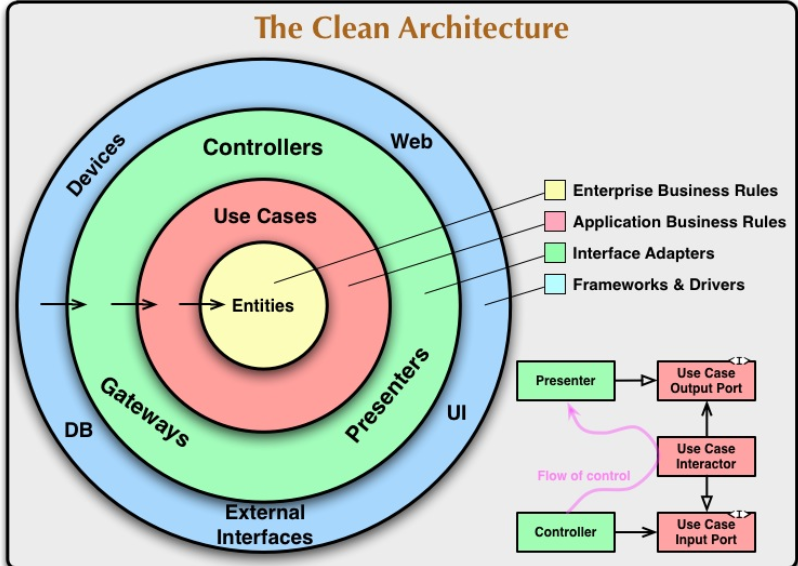 The Clean Architecture
Devices
Web
Controllers
Use Cases
Entities
Gateways
Presenters
DB
UI
External
Interfaces
Enterprise Business Rules
Application Business Rules
Interface Adapters
Frameworks & Drivers
Presenter
<I>
Use Case
Output Port
Flow of control
Use Case
Interactor
Controller
<I>
Use Case
Input Port